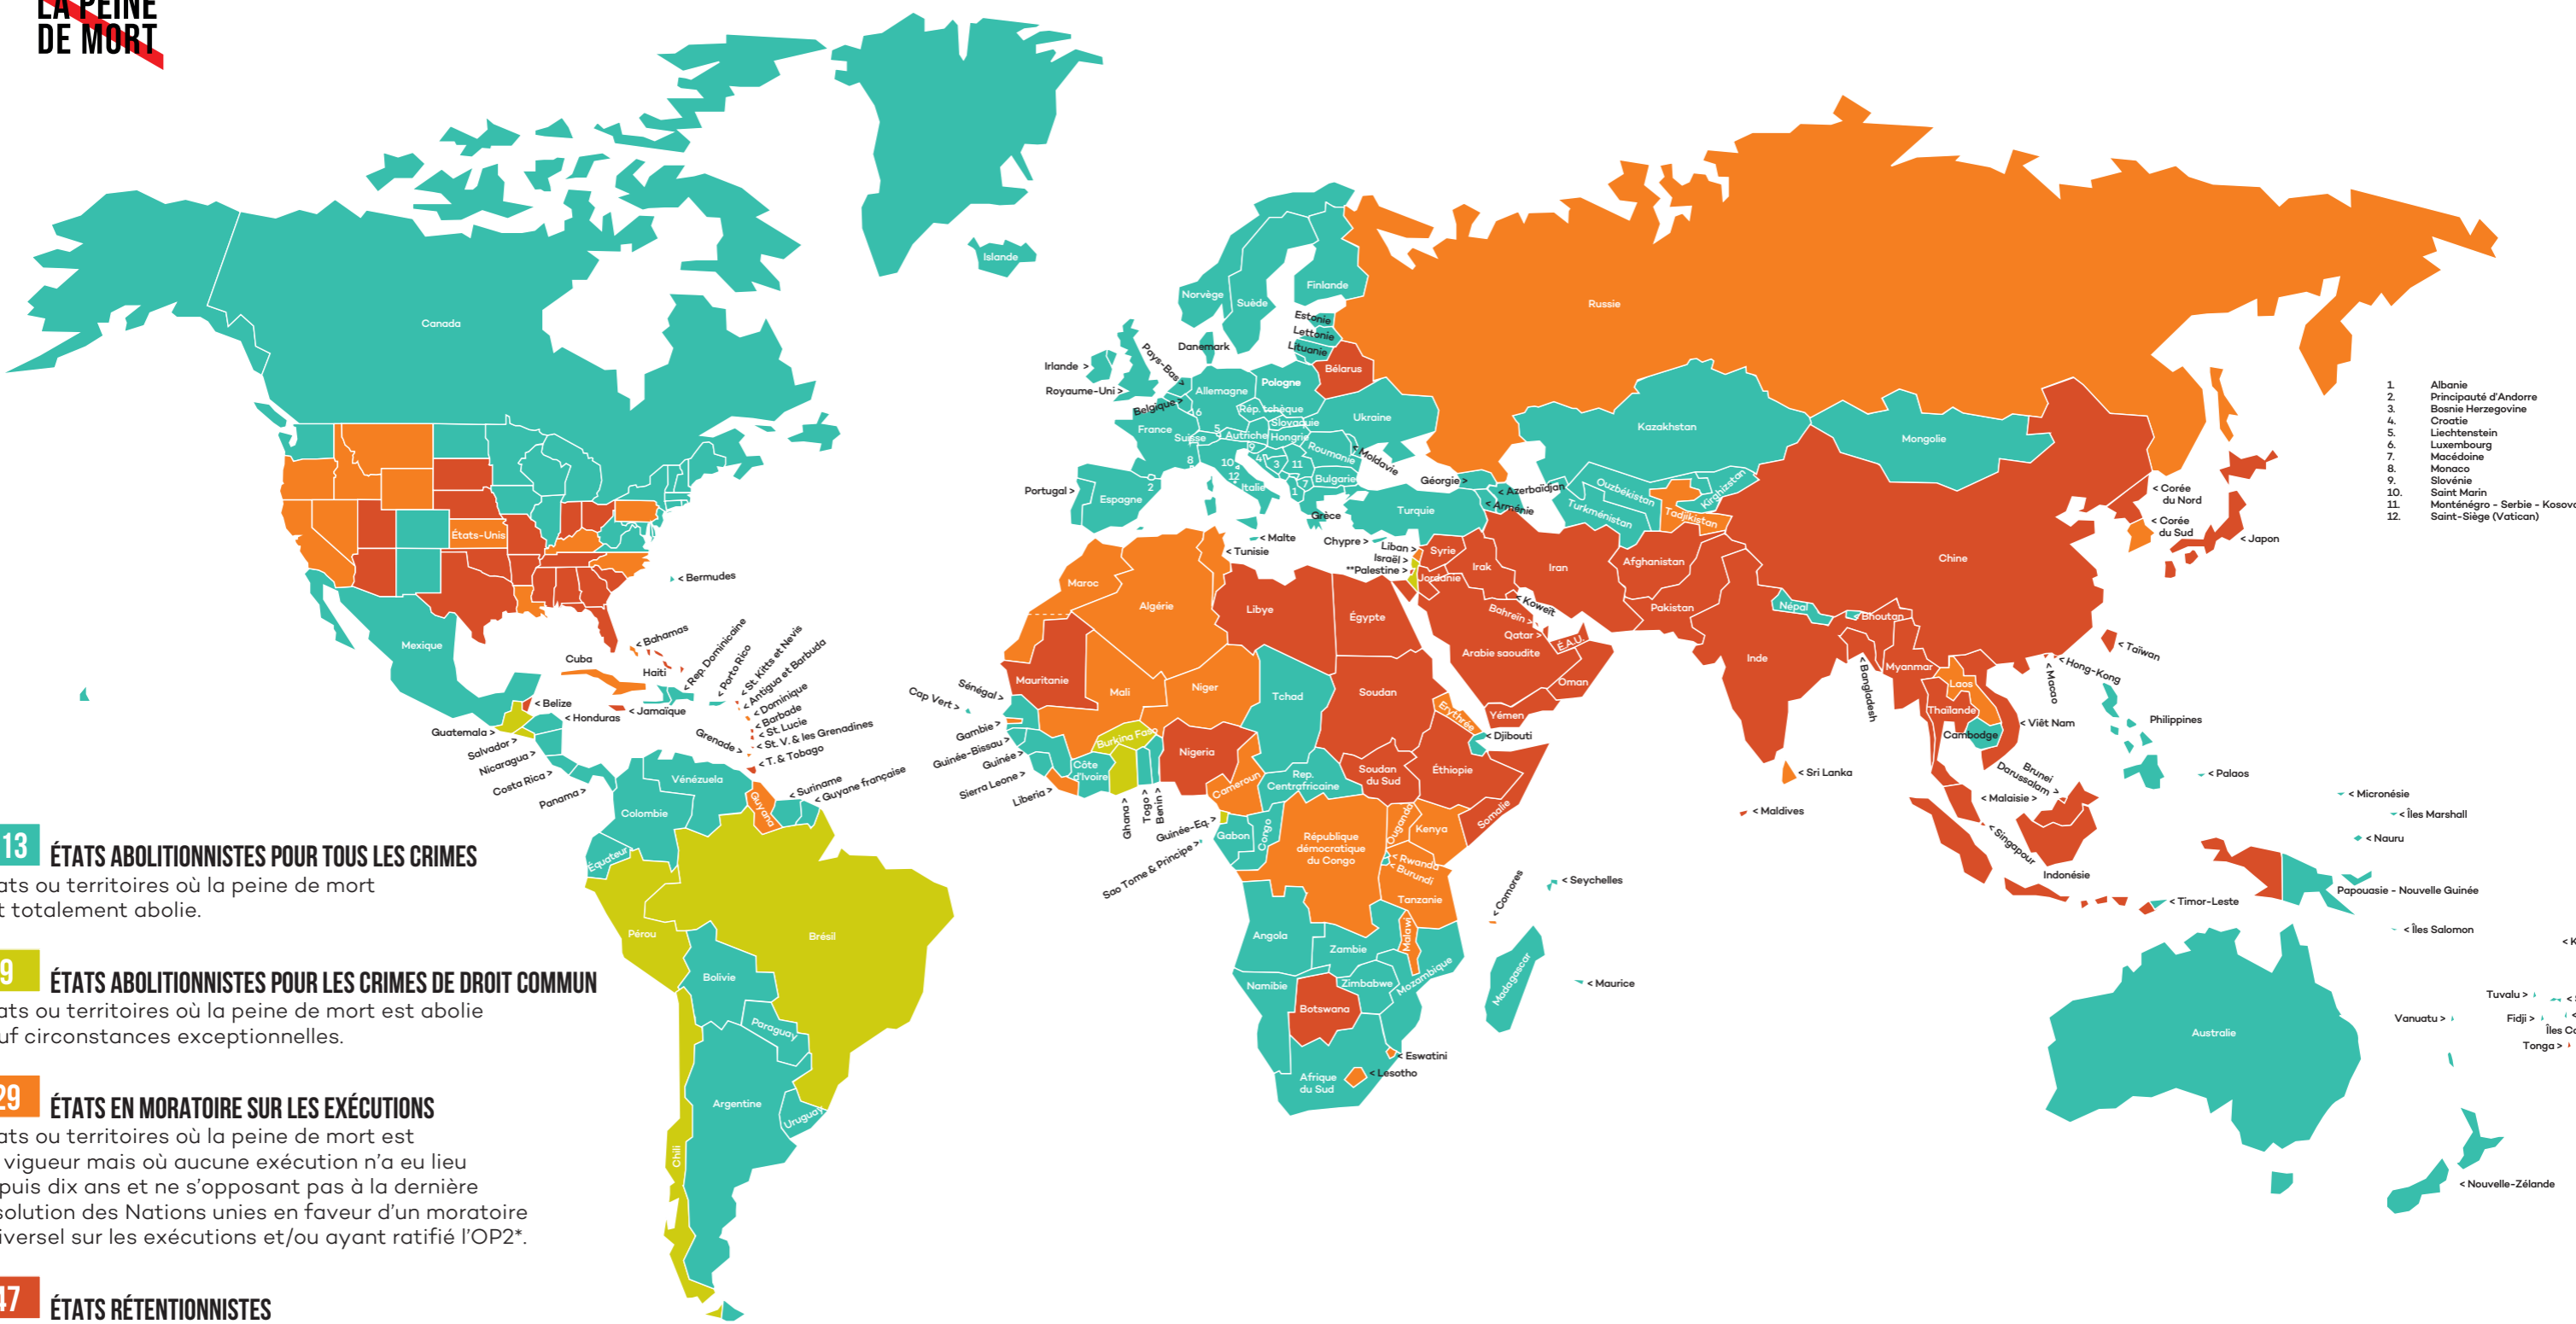 LA PEINE
DE MORT
Canada
Islande
Norvège
Suède
Finlande
Russie
Estonie
Lettonie
Lituanie
Danemark
Bélarus
Irlande >
Royaume-Uni >
Pays-Bas >
Belgique >
Allemagne
Pologne
Rép. tchèque
Slovaquie
Ukraine
France
Suisse
Autriche
Hongrie
Roumanie
< Moldavie
Portugal >
Espagne
Italie
Bulgarie
Grèce
Turquie
Géorgie >
< Azerbaïdjan
< Arménie
Kazakhstan
Ouzbékistan
Turkménistan
Kirghizstan
Tadjikistan
Mongolie
Chine
< Corée
du Nord
< Corée
du Sud
< Japon
1. Albanie
2. Principauté d'Andorre
3. Bosnie Herzegovine
4. Croatie
5. Liechtenstein
6. Luxembourg
7. Macédoine
8. Monaco
9. Slovénie
10. Saint Marin
11. Monténégro - Serbie - Kosovo
12. Saint-Siège (Vatican)
États-Unis
< Bermudes
Mexique
< Bahamas
Cuba
Haïti
< Rep. Dominicaine
< Porto Rico
< St. Kitts et Nevis
< Antigua et Barbuda
< Dominique
< Barbade
< St. Lucie
< St. V. & les Grenadines
Grenade >
< T. & Tobago
< Jamaïque
< Belize
< Honduras
Guatemala >
Salvador >
Nicaragua >
Costa Rica >
Panama >
Vénézuela
Guyana
< Suriname
< Guyane française
Colombie
Équateur
Pérou
Brésil
Bolivie
Paraguay
Argentine
Uruguay
Chili
< Malte
< Tunisie
Chypre >
Liban >
Israël >
**Palestine >
Syrie
Jordanie
Irak
Iran
Afghanistan
Pakistan
< Koweït
Bahreïn >
Qatar >
É.A.U.
Arabie saoudite
Oman
Yémen
Maroc
Algérie
Libye
Égypte
Mauritanie
Mali
Niger
Tchad
Soudan
Erythrée
< Djibouti
Cap Vert >
Sénégal >
Gambie >
Guinée-Bissau >
Guinée >
Sierra Leone >
Liberia >
Côte
d'Ivoire
Burkina Faso
Ghana >
Togo >
Benin >
Nigeria
Cameroun
Rep.
Centrafricaine
Soudan
du Sud
Éthiopie
Somalie
Guinée-Eq. >
Sao Tome & Principe >
Gabon
Congo
République
démocratique
du Congo
Ouganda
Kenya
< Rwanda
< Burundi
Tanzanie
< Comores
< Seychelles
Angola
Zambie
Malawi
Mozambique
Namibie
Zimbabwe
Botswana
Madagascar
< Maurice
< Eswatini
< Lesotho
Afrique
du Sud
Népal
< Bhoutan
Inde
< Bangladesh
Myanmar
Laos
Thaïlande
Cambodge
< Viêt Nam
< Hong-Kong
< Macao
< Taïwan
Philippines
< Sri Lanka
< Maldives
Brunei
Darussalam >
< Malaisie >
< Singapour
Indonésie
< Palaos
< Micronésie
< Îles Marshall
< Nauru
Papouasie - Nouvelle Guinée
< Timor-Leste
< Îles Salomon
Tuvalu >
Vanuatu >
Fidji >
Tonga >
Australie
< Nouvelle-Zélande
13 ÉTATS ABOLITIONNISTES POUR TOUS LES CRIMES
ats ou territoires où la peine de mort
t totalement abolie.
9 ÉTATS ABOLITIONNISTES POUR LES CRIMES DE DROIT COMMUN
ats ou territoires où la peine de mort est abolie
uf circonstances exceptionnelles.
29 ÉTATS EN MORATOIRE SUR LES EXÉCUTIONS
ats ou territoires où la peine de mort est
vigueur mais où aucune exécution n'a eu lieu
puis dix ans et ne s'opposant pas à la dernière
solution des Nations unies en faveur d'un moratoire
iversel sur les exécutions et/ou ayant ratifié l'OP2*.
47 ÉTATS RÉTENTIONNISTES